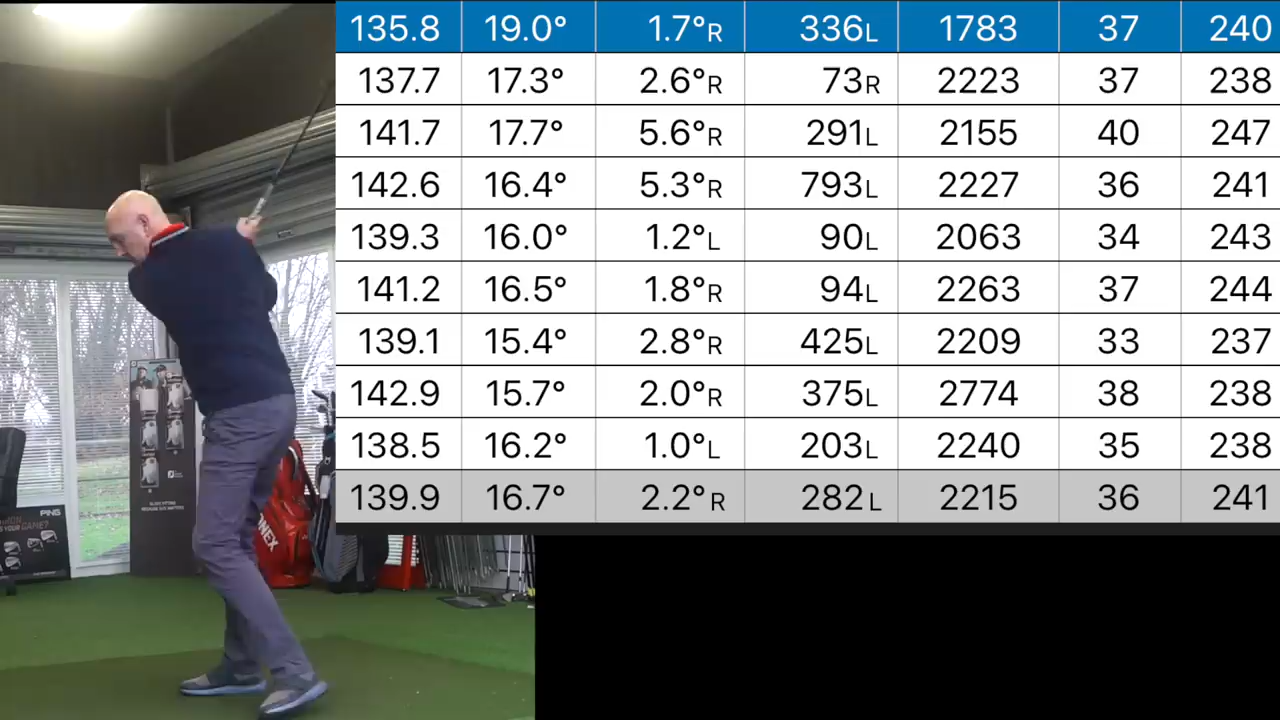 135.8 19.0° 1.7°R 336L 1783 37 240
137.7 17.3° 2.6°R 73R 2223 37 238
141.7 17.7° 5.6°R 291L 2155 40 247
142.6 16.4° 5.3°R 793L 2227 36 241
139.3 16.0° 1.2°L 90L 2063 34 243
141.2 16.5° 1.8°R 94L 2263 37 244
139.1 15.4° 2.8°R 425L 2209 33 237
142.9 15.7° 2.0°R 375L 2774 38 238
138.5 16.2° 1.0°L 203L 2240 35 238
139.9 16.7° 2.2°R 282L 2215 36 241
PING
YOUR GAME?